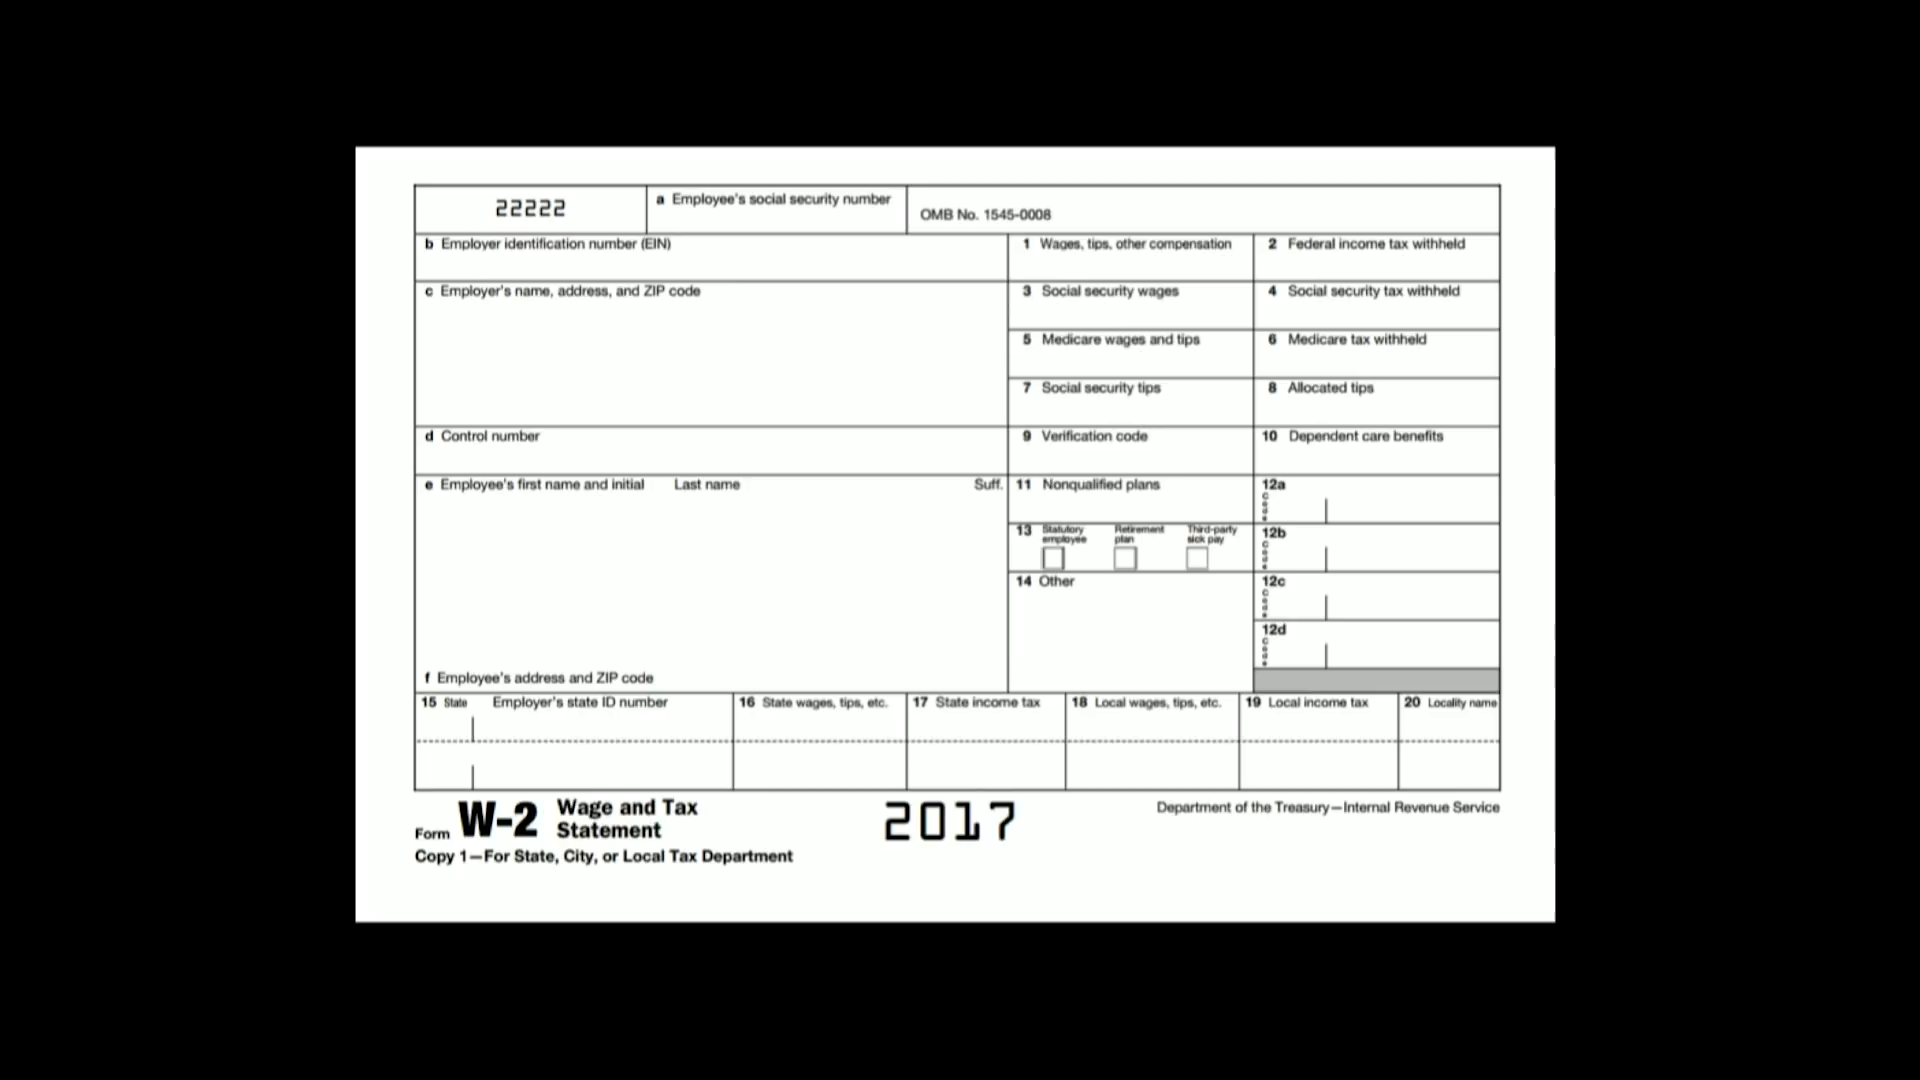 22222
a Employee's social security number
OMB No. 1545-0008
b Employer identification number (EIN)
1 Wages, tips, other compensation
2 Federal income tax withheld
c Employer's name, address, and ZIP code
3 Social security wages
4 Social security tax withheld
5 Medicare wages and tips
6 Medicare tax withheld
7 Social security tips
8 Allocated tips
d Control number
9 Verification code
10 Dependent care benefits
e Employee's first name and initial
Last name
Suff.
11 Nonqualified plans
12a
Code
13 Statutory employee
Retirement plan
Third-party sick pay
12b
Code
14 Other
12c
Code
12d
Code
f Employee's address and ZIP code
15 State
Employer's state ID number
16 State wages, tips, etc.
17 State income tax
18 Local wages, tips, etc.
19 Local income tax
20 Locality name
Form W-2 Wage and Tax Statement
2017
Department of the Treasury—Internal Revenue Service
Copy 1—For State, City, or Local Tax Department